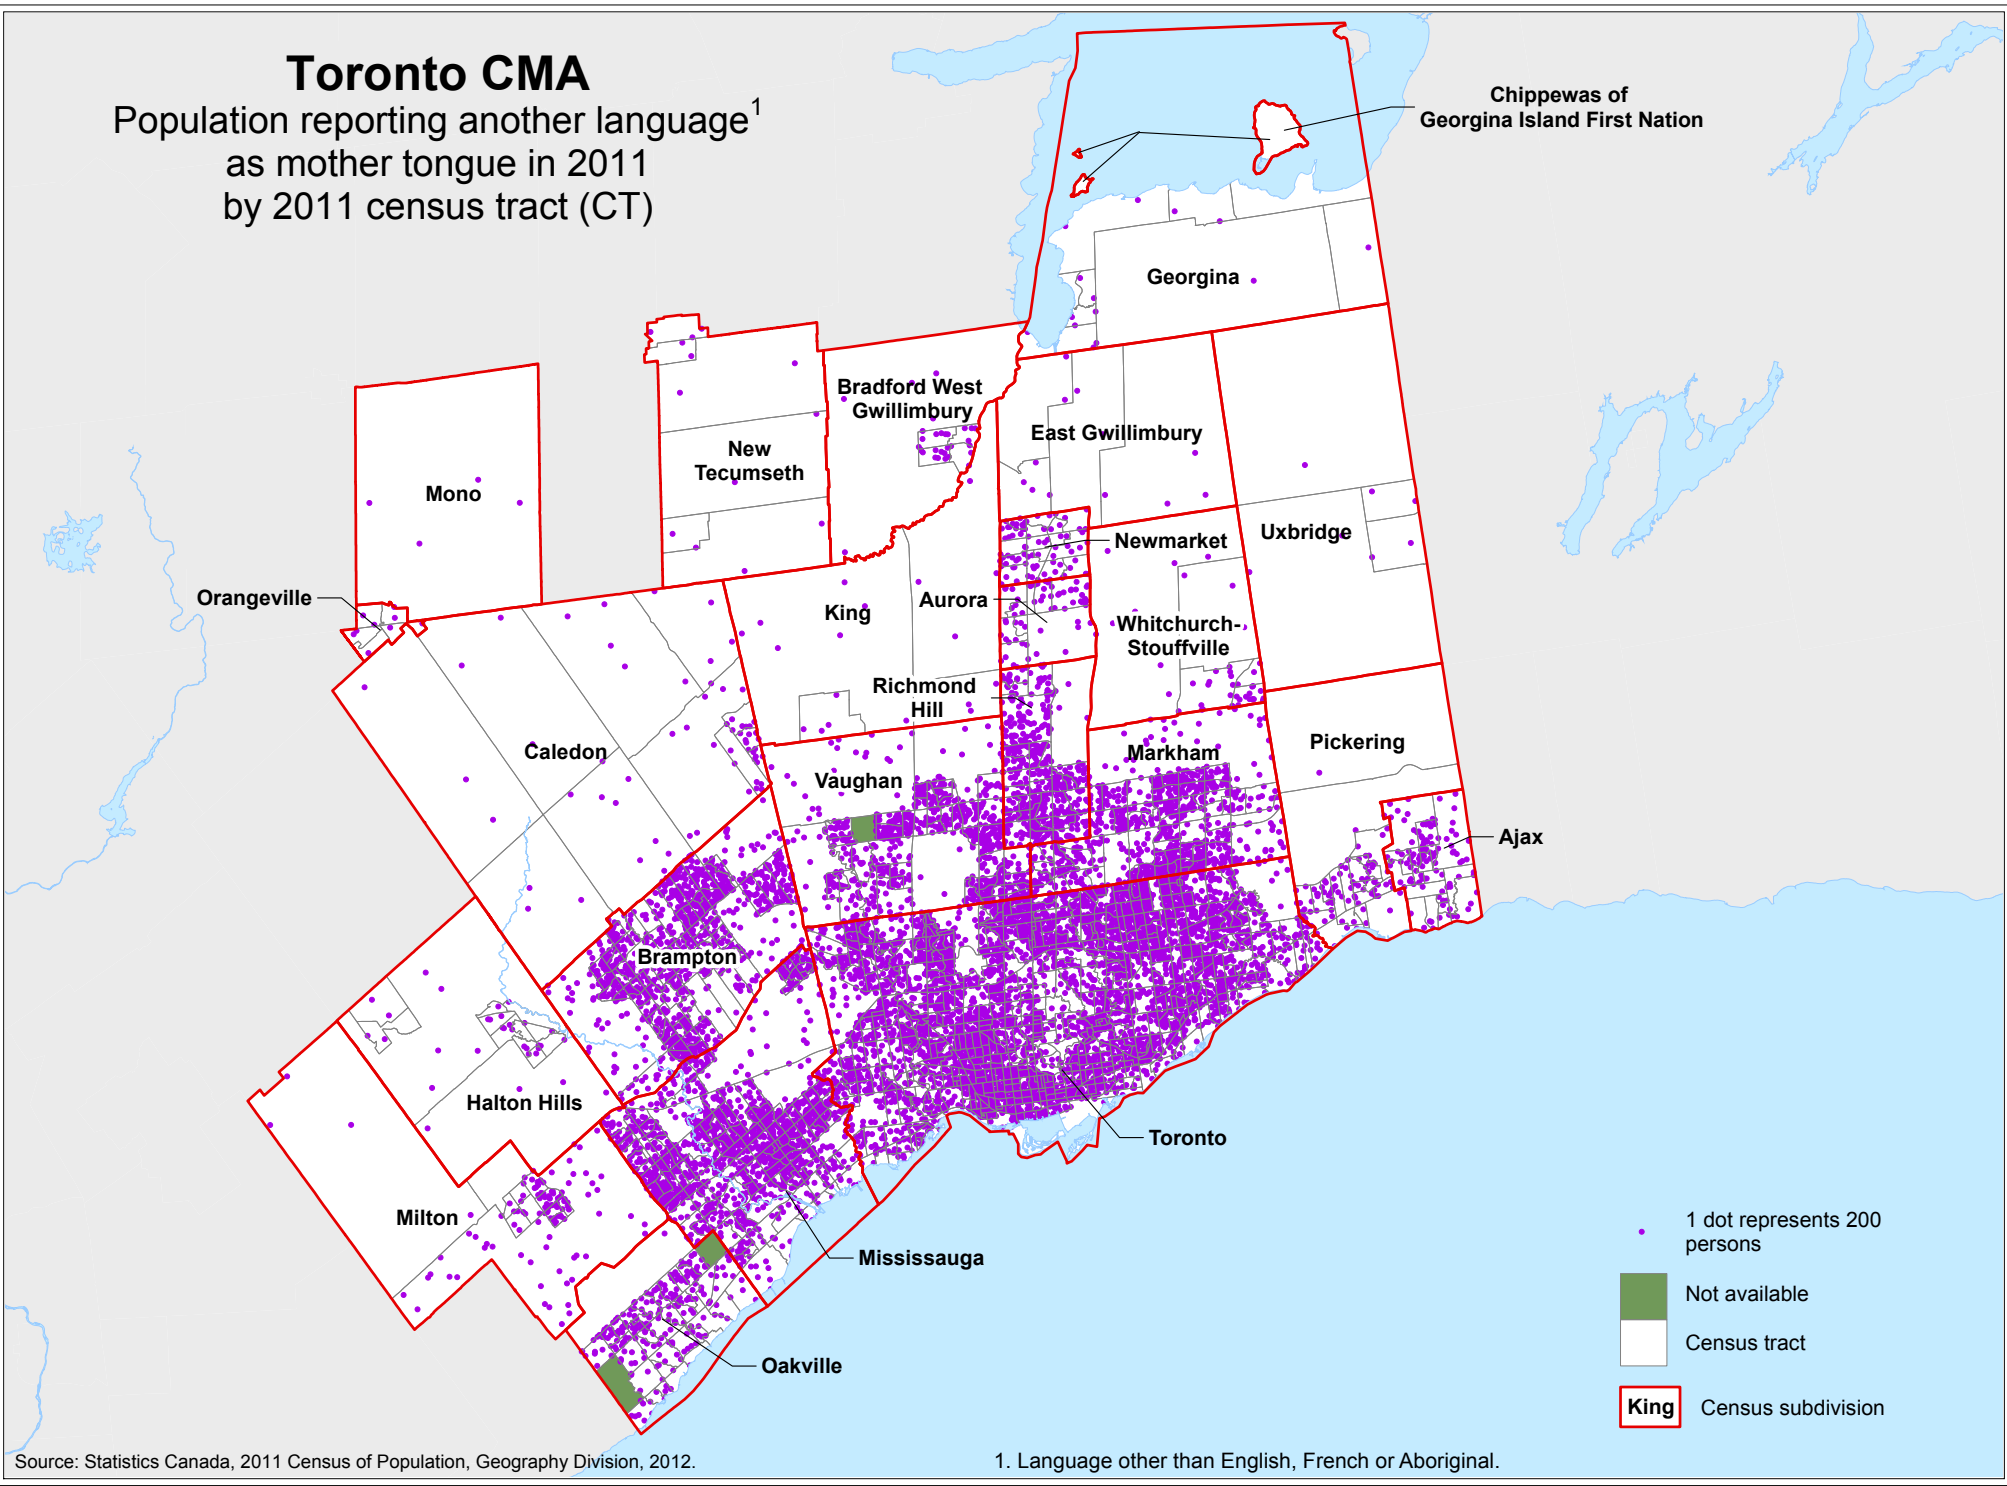 Toronto CMA
Population reporting another language1
as mother tongue in 2011
by 2011 census tract (CT)
Chippewas of
Georgina Island First Nation
Georgina
Bradford West
Gwillimbury
East Gwillimbury
New
Tecumseth
Mono
Newmarket
Uxbridge
Orangeville
King
Aurora
Whitchurch-
Stouffville
Richmond
Hill
Caledon
Vaughan
Markham
Pickering
Ajax
Brampton
Halton Hills
Toronto
Milton
Mississauga
Oakville
1 dot represents 200
persons
Not available
Census tract
King
Census subdivision
Source: Statistics Canada, 2011 Census of Population, Geography Division, 2012.
1. Language other than English, French or Aboriginal.